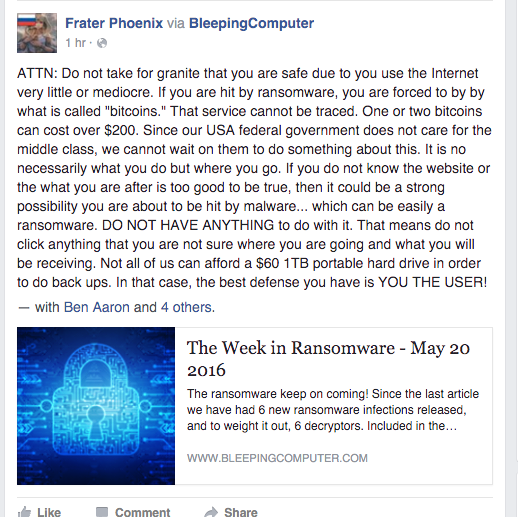 Frater Phoenix via BleepingComputer
1 hr ·
ATTN: Do not take for granite that you are safe due to you use the Internet
very little or mediocre. If you are hit by ransomware, you are forced to by by
what is called "bitcoins." That service cannot be traced. One or two bitcoins
can cost over $200. Since our USA federal government does not care for the
middle class, we cannot wait on them to do something about this. It is no
necessarily what you do but where you go. If you do not know the website or
the what you are after is too good to be true, then it could be a strong
possibility you are about to be hit by malware... which can be easily a
ransomware. DO NOT HAVE ANYTHING to do with it. That means do not
click anything that you are not sure where you are going and what you will
be receiving. Not all of us can afford a $60 1TB portable hard drive in order
to do back ups. In that case, the best defense you have is YOU THE USER!
— with Ben Aaron and 4 others.
The Week in Ransomware - May 20
2016
The ransomware keep on coming! Since the last article
we have had 6 new ransomware infections released,
and to weight it out, 6 decryptors. Included in the…
WWW.BLEEPINGCOMPUTER.COM
Like Comment Share